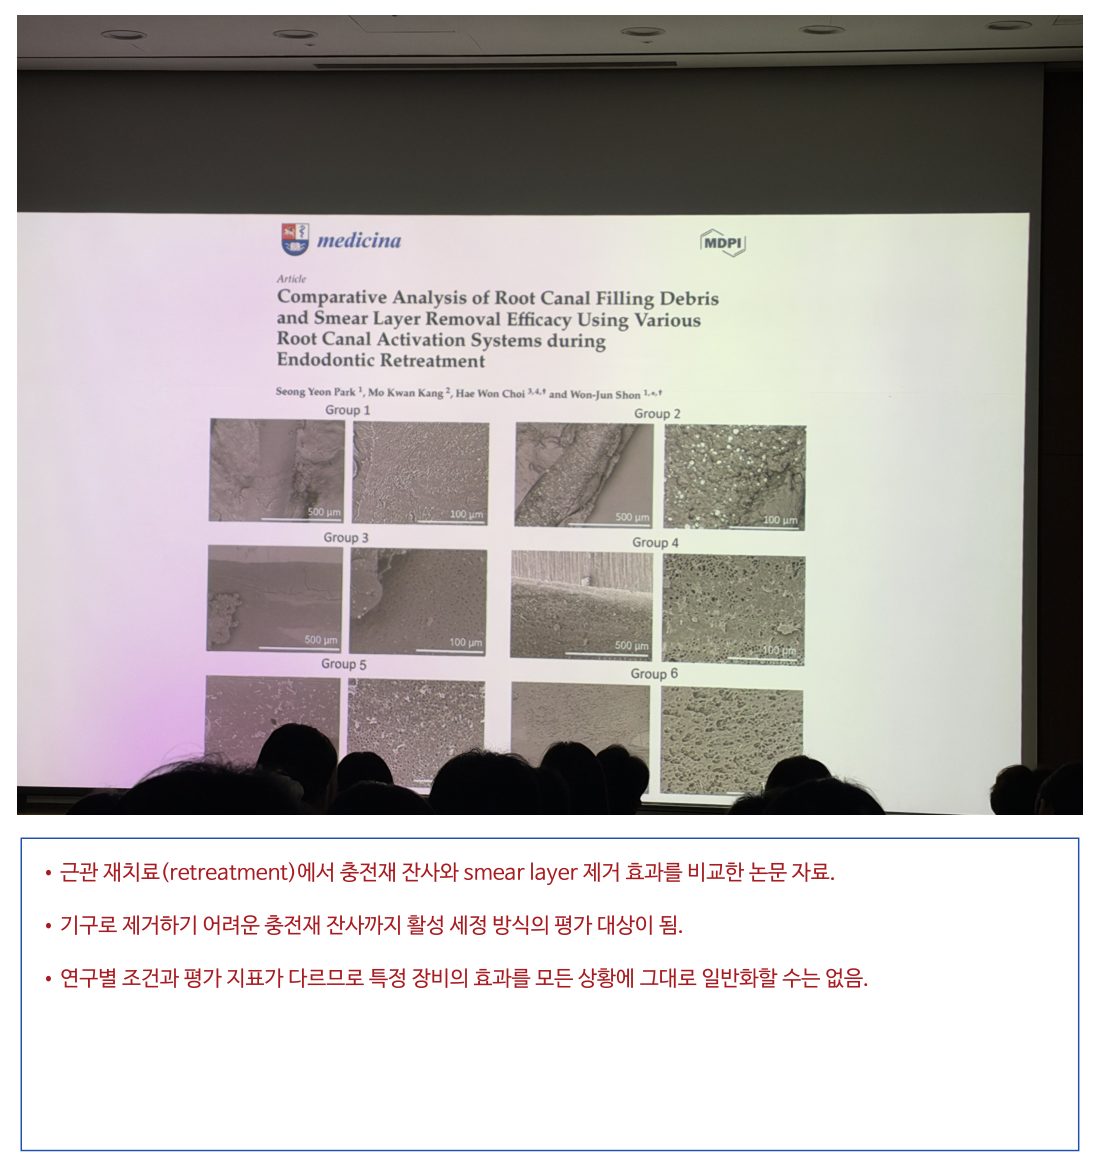 medicina
MDPI
Article
Comparative Analysis of Root Canal Filling Debris
and Smear Layer Removal Efficacy Using Various
Root Canal Activation Systems during
Endodontic Retreatment
Seong Yeon Park 1, Mo Kwan Kang 2, Hae Won Choi 3,4,† and Won-Jun Shon 1,*,†
Group 1
Group 2
500 μm
100 μm
500 μm
100 μm
Group 3
Group 4
500 μm
100 μm
500 μm
100 μm
Group 5
Group 6
• 근관 재치료(retreatment)에서 충전재 잔사와 smear layer 제거 효과를 비교한 논문 자료.
• 기구로 제거하기 어려운 충전재 잔사까지 활성 세정 방식의 평가 대상이 됨.
• 연구별 조건과 평가 지표가 다르므로 특정 장비의 효과를 모든 상황에 그대로 일반화할 수는 없음.